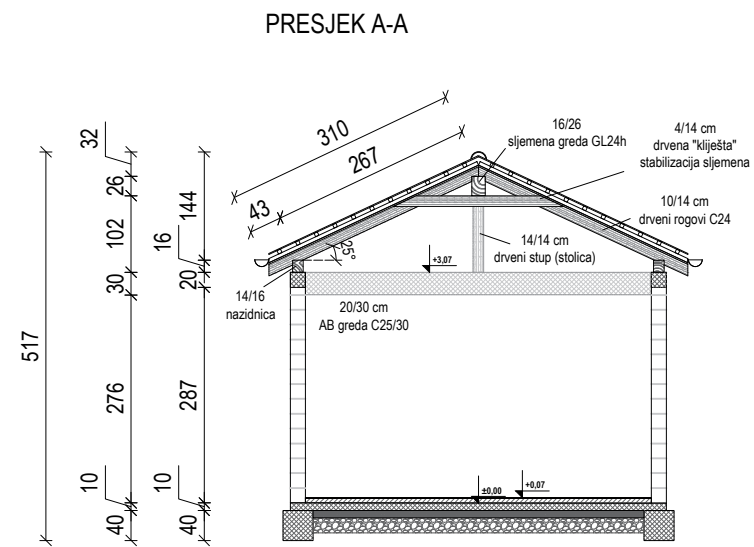 PRESJEK A-A
310
267
43
32
26
102
30
276
10
40
517
144
16
20
287
10
40
16/26
sljemena greda GL24h
4/14 cm
drvena "kliješta"
stabilizacija sljemena
10/14 cm
drveni rogovi C24
14/14 cm
drveni stup (stolica)
25°
+3,07
14/16
nazidnica
20/30 cm
AB greda C25/30
±0,00
+0,07